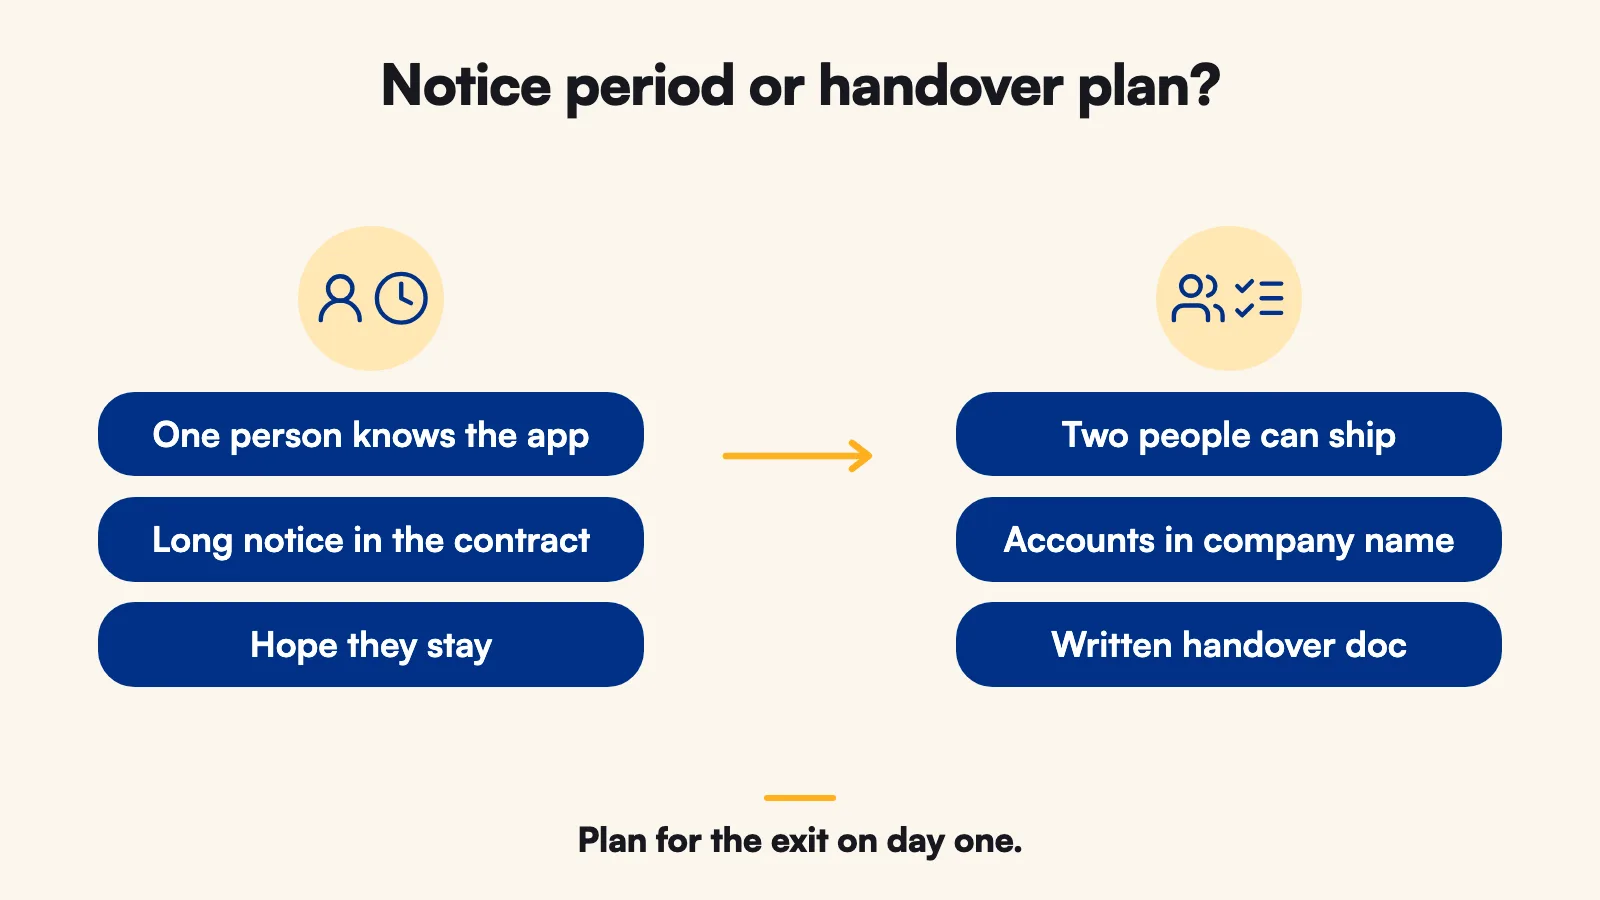 Notice period or handover plan?
One person knows the app
Long notice in the contract
Hope they stay
Two people can ship
Accounts in company name
Written handover doc
Plan for the exit on day one.